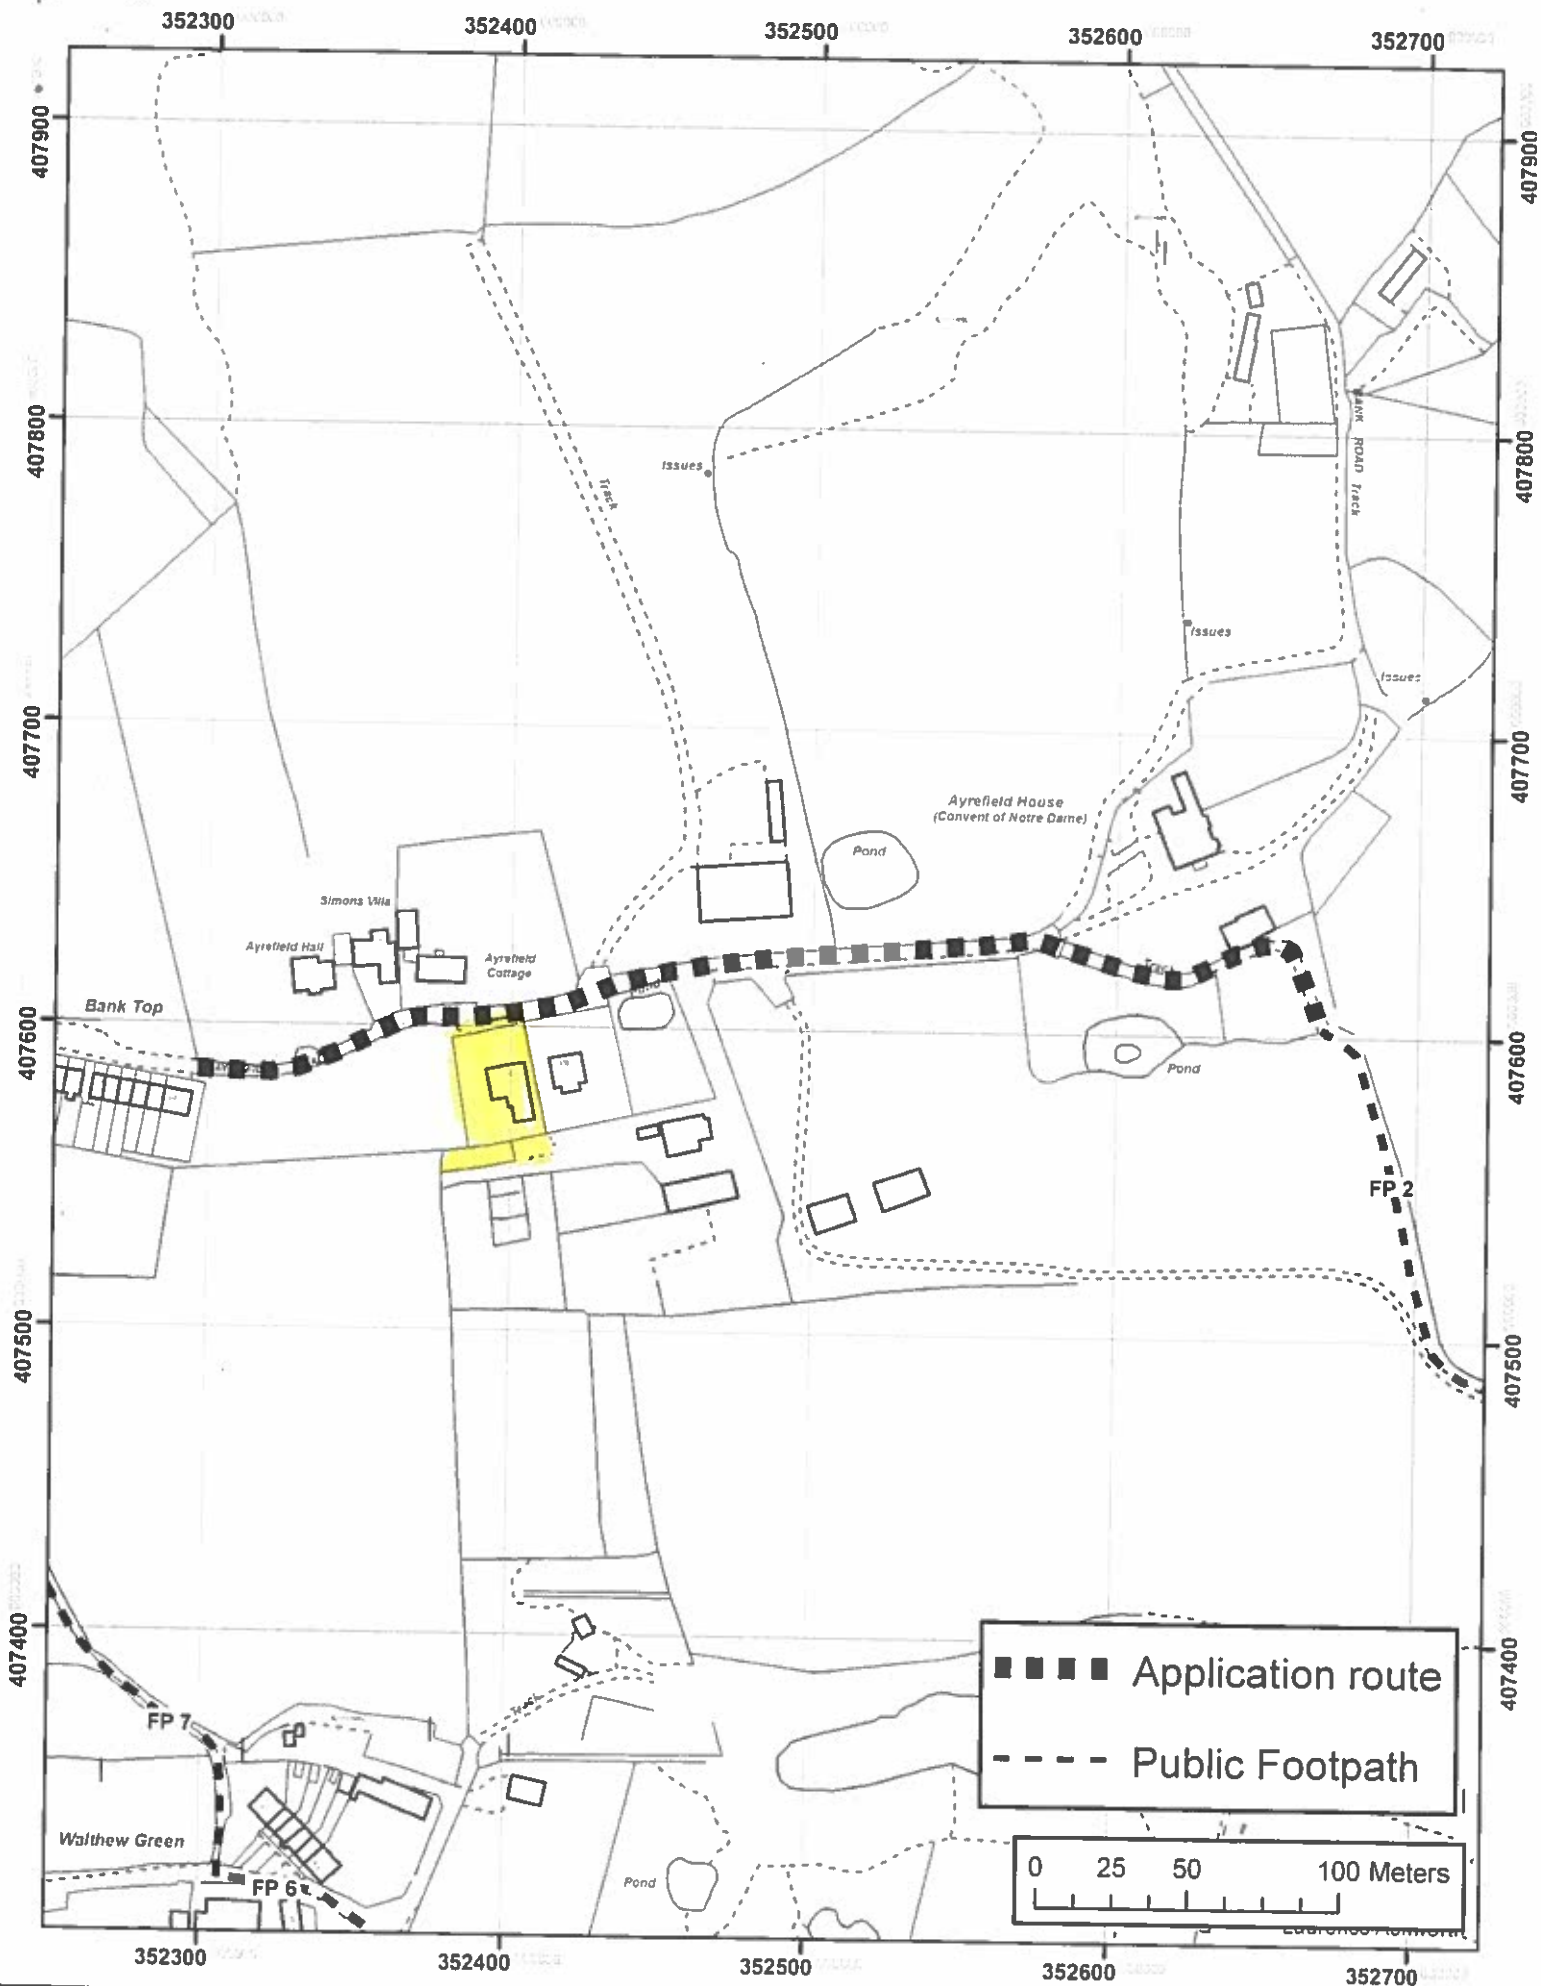 352300
352400
352500
352600
352700
407900
407900
407800
407800
BANK ROAD Track
Track
Issues
Issues
Issues
407700
407700
Ayrefield House
(Convent of Notre Dame)
Pond
Simons Villa
Ayrefield Hall
Ayrefield
Cottage
Bank Top
Track
407600
407600
Pond
FP 2
407500
407500
407400
407400
FP 7
Application route
Public Footpath
Walthew Green
FP 6
Pond
0 25 50 100 Meters
352300
352400
352500
352600
352700